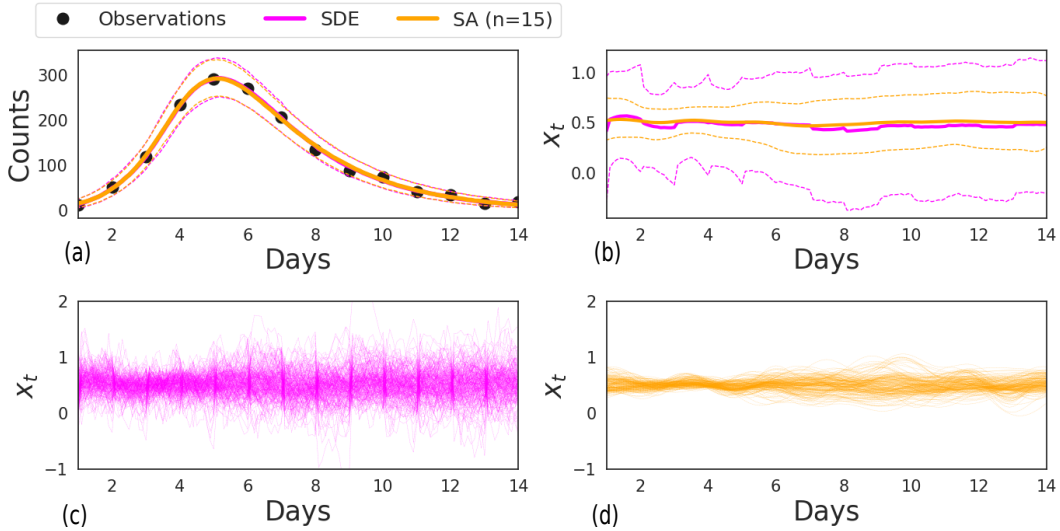 Observations SDE SA (n=15)
Counts
300
200
100
0
2 4 6 8 10 12 14
(a) Days
x_t
1.0
0.5
0.0
2 4 6 8 10 12 14
(b) Days
x_t
2
1
0
−1
2 4 6 8 10 12 14
(c) Days
x_t
2
1
0
−1
2 4 6 8 10 12 14
(d) Days